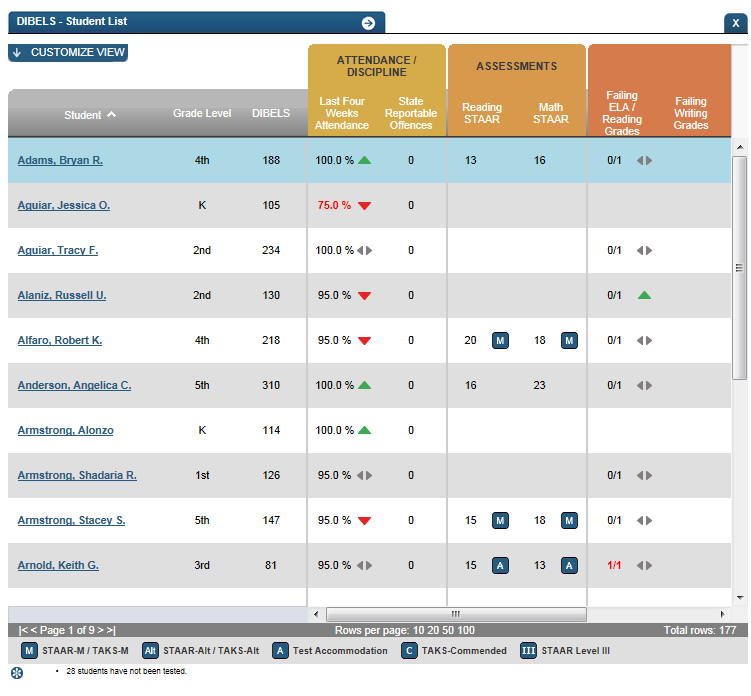 DIBELS - Student List
X
CUSTOMIZE VIEW
ATTENDANCE / DISCIPLINE
ASSESSMENTS
Student
Grade Level
DIBELS
Last Four Weeks Attendance
State Reportable Offences
Reading STAAR
Math STAAR
Failing ELA / Reading Grades
Failing Writing Grades
Adams, Bryan R. 4th 188 100.0 % 0 13 16 0/1
Aguiar, Jessica O. K 105 75.0 % 0
Aguiar, Tracy F. 2nd 234 100.0 % 0 0/1
Alaniz, Russell U. 2nd 130 95.0 % 0 0/1
Alfaro, Robert K. 4th 218 95.0 % 0 20 M 18 M 0/1
Anderson, Angelica C. 5th 310 100.0 % 0 16 23 0/1
Armstrong, Alonzo K 114 100.0 % 0
Armstrong, Shadaria R. 1st 126 95.0 % 0 0/1
Armstrong, Stacey S. 5th 147 95.0 % 0 15 M 18 M 0/1
Arnold, Keith G. 3rd 81 95.0 % 0 15 A 13 A 1/1
|< < Page 1 of 9 > >| Rows per page: 10 20 50 100 Total rows: 177
M STAAR-M / TAKS-M Alt STAAR-Alt / TAKS-Alt A Test Accommodation C TAKS-Commended III STAAR Level III
• 28 students have not been tested.